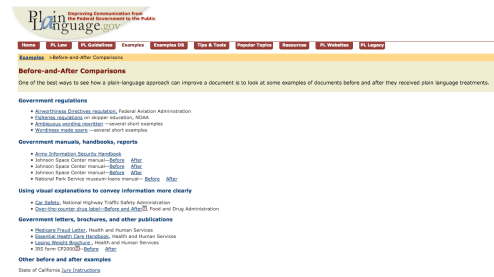 Plain Language.gov
Improving Communication from
the Federal Government to the Public
Home PL Law PL Guidelines Examples Examples DB Tips & Tools Popular Topics Resources PL Websites PL Legacy
Examples >Before-and-After Comparisons
Before-and-After Comparisons
One of the best ways to see how a plain-language approach can improve a document is to look at some examples of documents before and after they received plain language treatments.
Government regulations
Airworthiness Directives regulation, Federal Aviation Administration
Fisheries regulations on skipper education, NOAA
Ambiguous wording rewritten —several short examples
Wordiness made spare —several short examples
Government manuals, handbooks, reports
Army Information Security Handbook
Johnson Space Center manual—Before After
Johnson Space Center manual—Before After
Johnson Space Center manual—Before After
National Park Service museum-loans manual— Before After
Using visual explanations to convey information more clearly
Car Safety, National Highway Traffic Safety Administration
Over-the-counter drug label—Before and After, Food and Drug Administration
Government letters, brochures, and other publications
Medicare Fraud Letter, Health and Human Services
Essential Health Care Handbook, Health and Human Services
Losing Weight Brochure , Health and Human Services
IRS form CP2000— Before After
Other before and after examples
State of California Jury Instructions